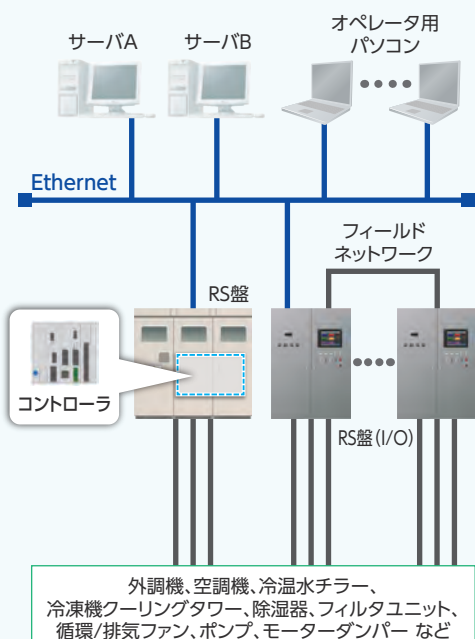 サーバA
サーバB
オペレータ用
パソコン
Ethernet
フィールド
ネットワーク
RS盤
コントローラ
RS盤(I/O)
外調機、空調機、冷温水チラー、
冷凍機クーリングタワー、除湿器、フィルタユニット、
循環/排気ファン、ポンプ、モーターダンパー など